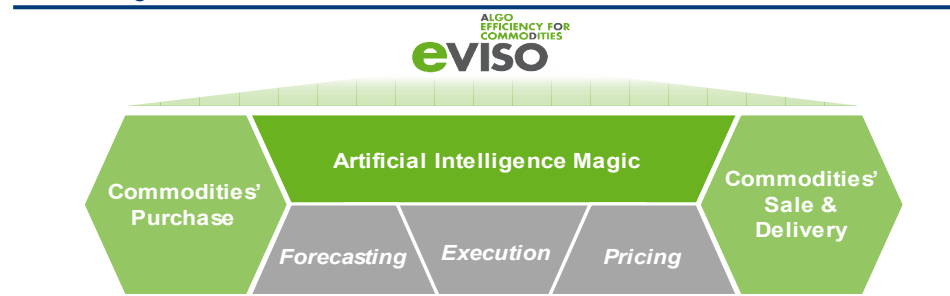 ALGO
EFFICIENCY FOR
COMMODITIES
eVISO
Artificial Intelligence Magic
Commodities’
Purchase
Commodities’
Sale &
Delivery
Forecasting
Execution
Pricing